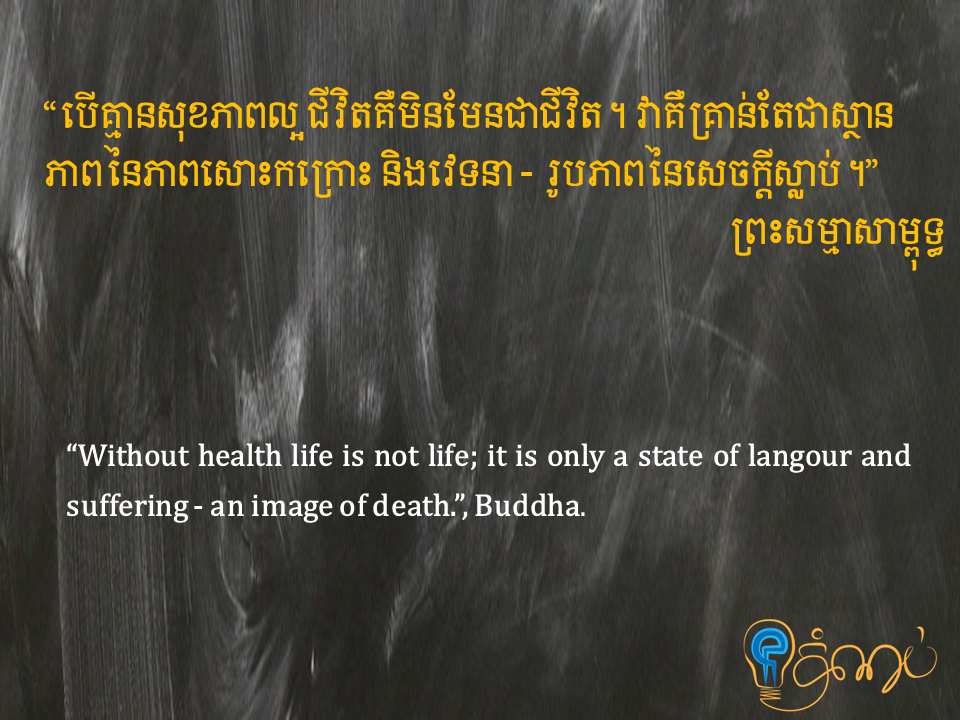 “ បើគ្មានសុខភាពល្អ ជីវិតគឺមិនមែនជាជីវិត ។ វាគឺគ្រាន់តែជាស្ថាន
ភាពនៃភាពសោះកក្រោះ និងវេទនា - រូបភាពនៃសេចក្ដីស្លាប់ ។”
ព្រះសម្មាសាម្ពុទ្ធ
“Without health life is not life; it is only a state of langour and
suffering - an image of death.”, Buddha.